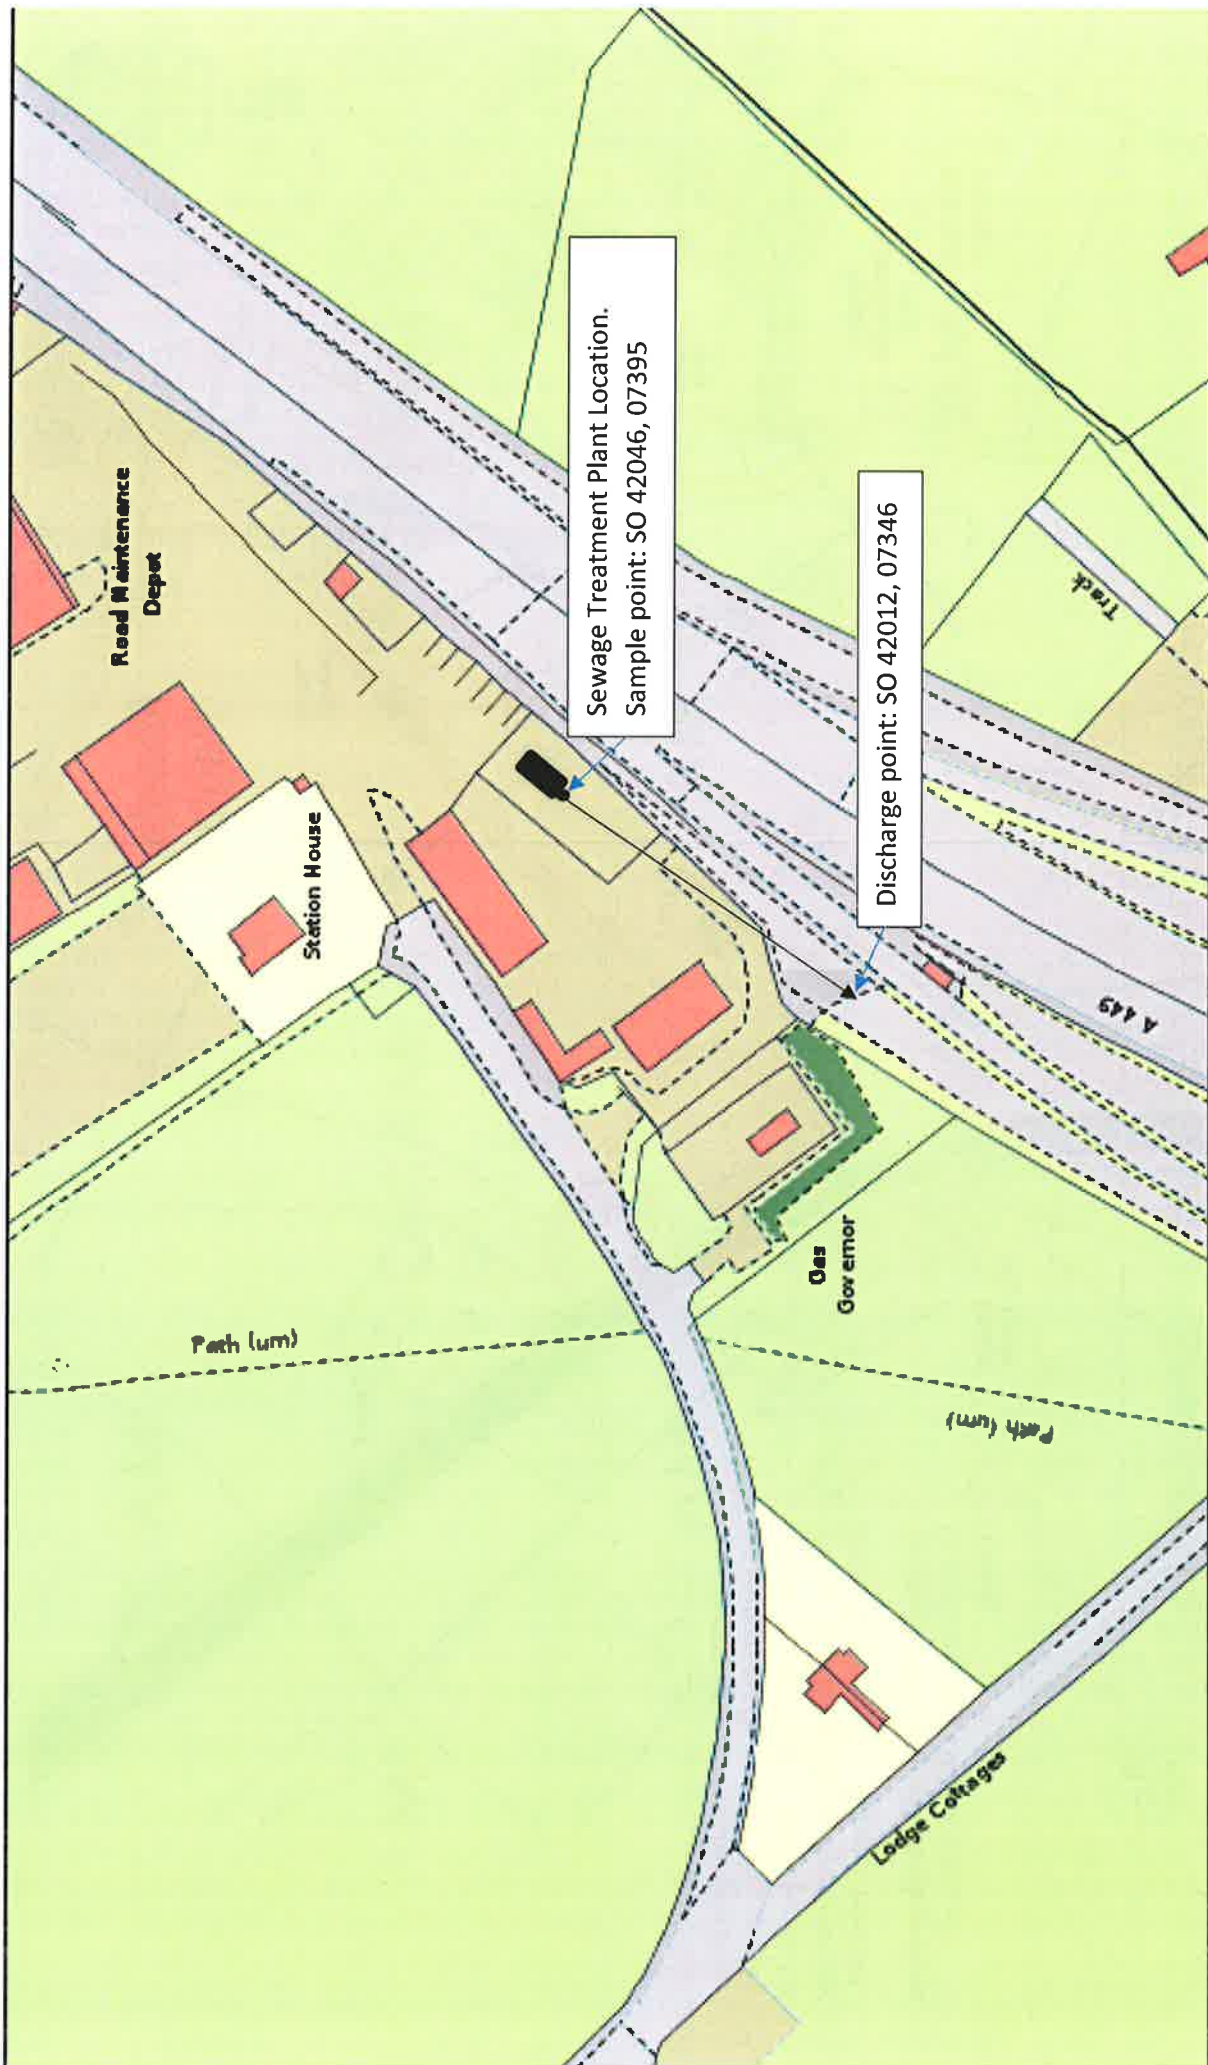 Road Maintenance
Depot
Station House
Sewage Treatment Plant Location.
Sample point: SO 42046, 07395
Discharge point: SO 42012, 07346
Track
A 449
Gas
Governor
Path (um)
Path (um)
Lodge Cottages